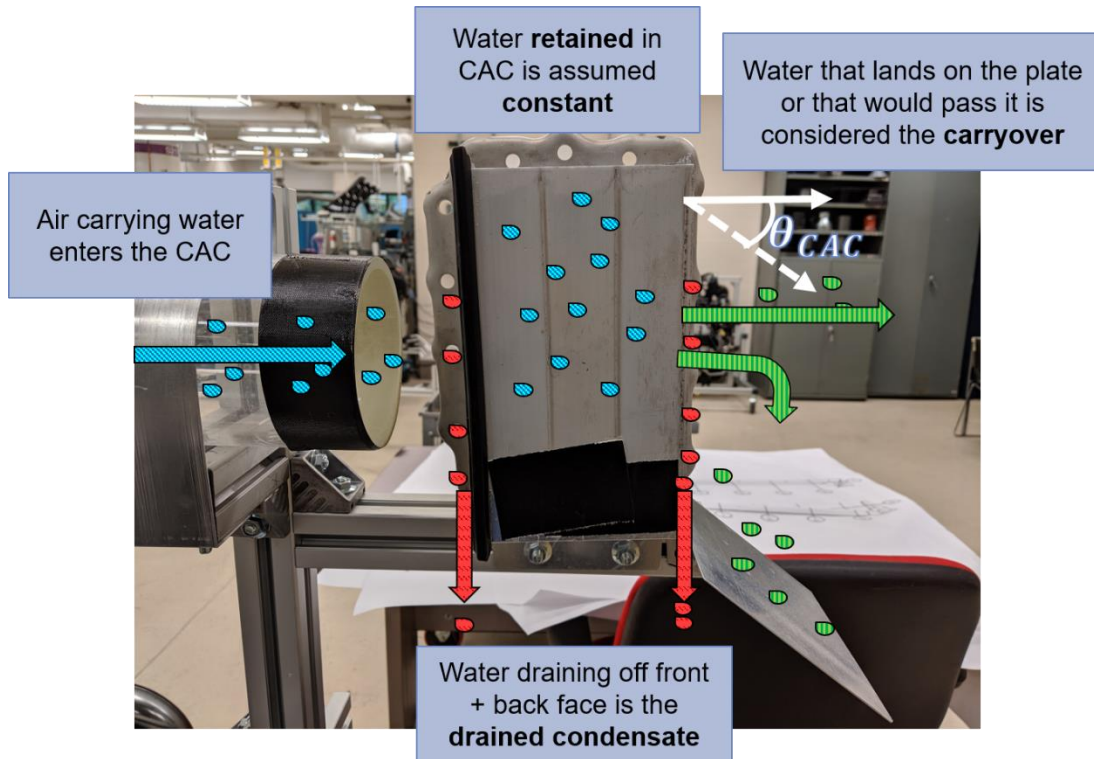 Water retained in
CAC is assumed
constant
Water that lands on the plate
or that would pass it is
considered the carryover
Air carrying water
enters the CAC
θ CAC
Water draining off front
+ back face is the
drained condensate